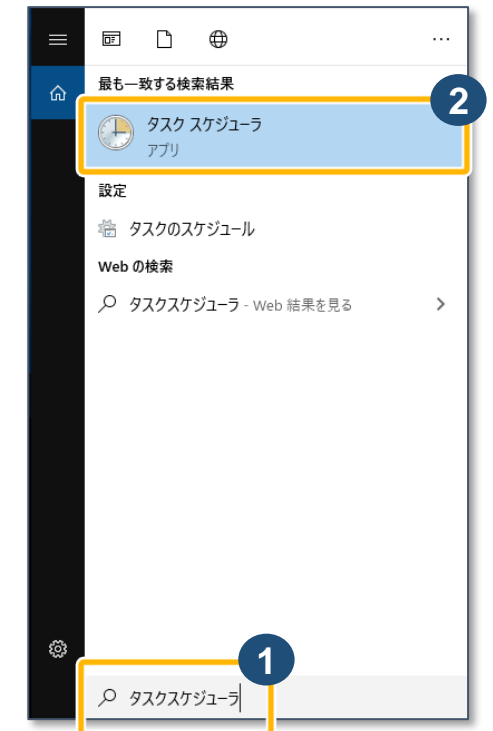 最も一致する検索結果
2
タスク スケジューラ
アプリ
設定
タスクのスケジュール
Web の検索
タスクスケジューラ - Web 結果を見る
1
タスクスケジューラ